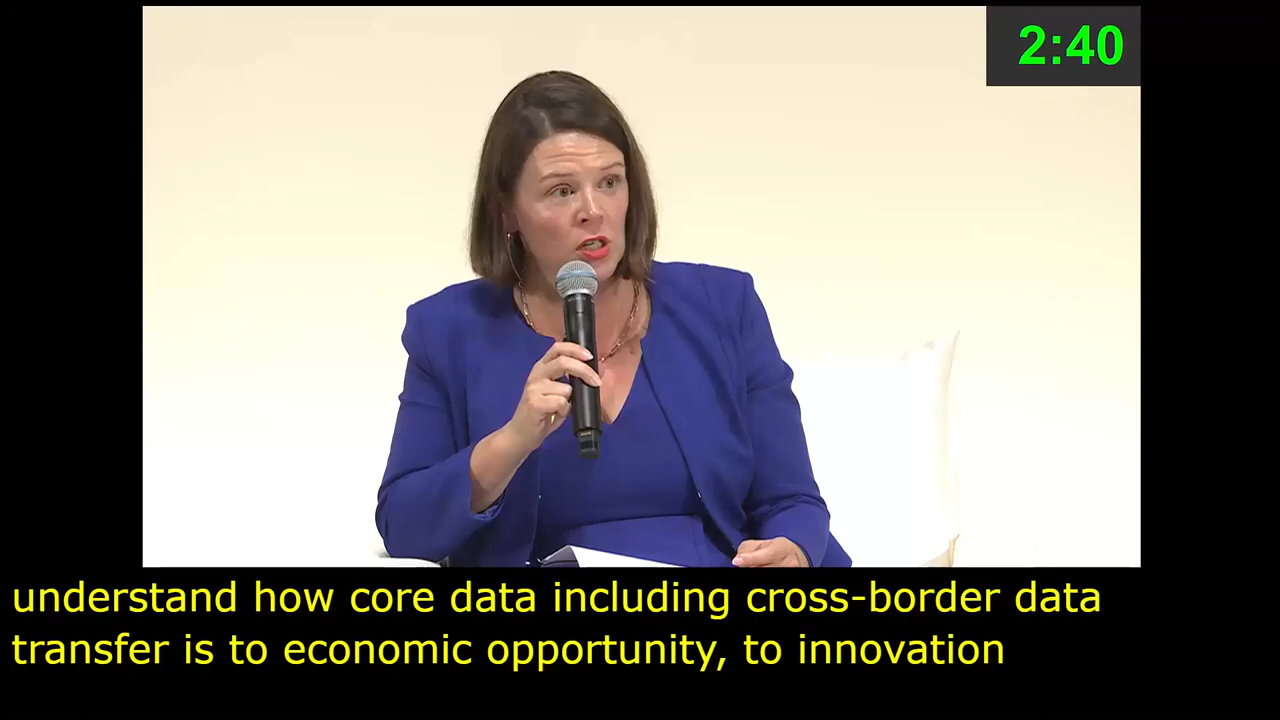 2:40
understand how core data including cross-border data
transfer is to economic opportunity, to innovation